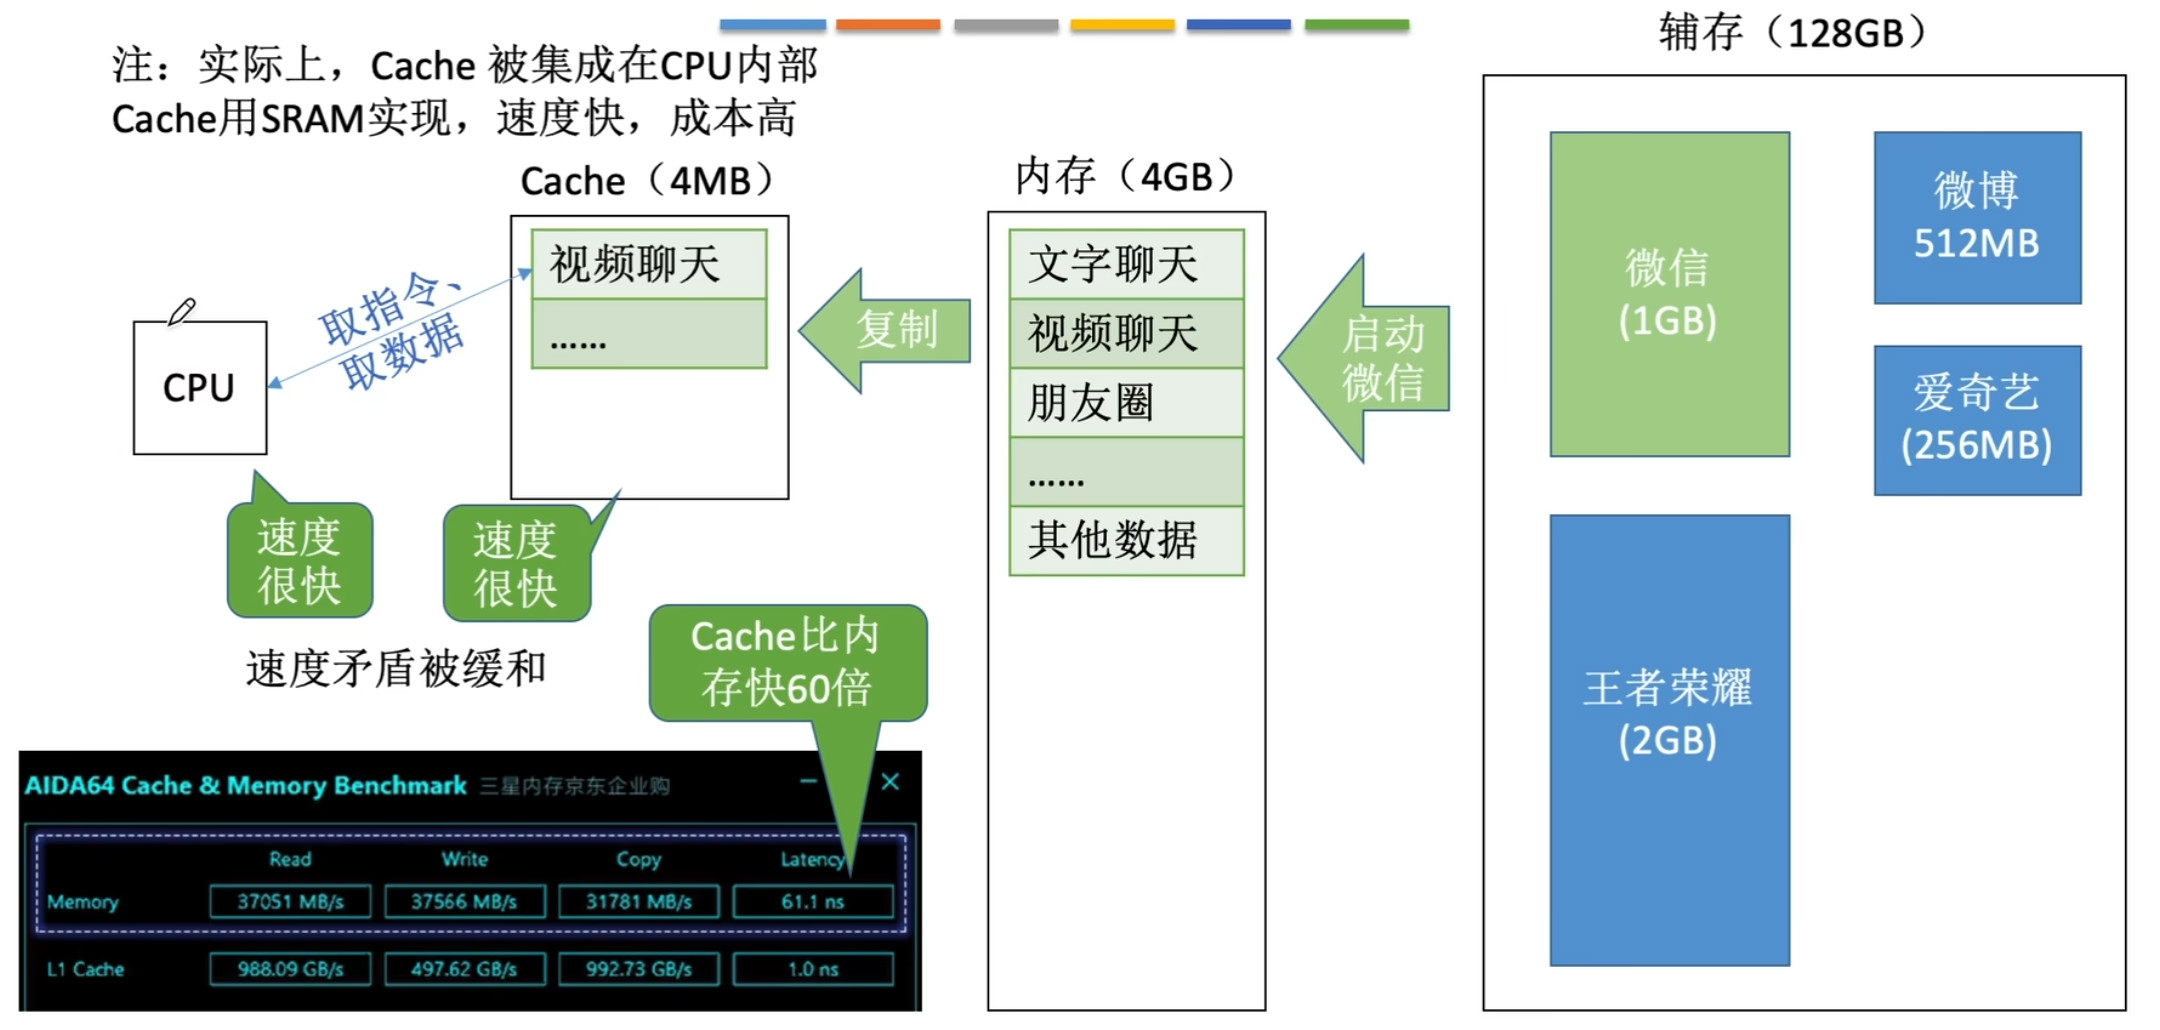 注：实际上，Cache 被集成在CPU内部
Cache用SRAM实现，速度快，成本高
Cache（4MB）
视频聊天
......
CPU
取指令、
取数据
速度
很快
速度
很快
速度矛盾被缓和
复制
内存（4GB）
文字聊天
视频聊天
朋友圈
......
其他数据
启动
微信
辅存（128GB）
微信
(1GB)
微博
512MB
爱奇艺
(256MB)
王者荣耀
(2GB)
Cache比内
存快60倍
AIDA64 Cache & Memory Benchmark 三星内存京东企业购
Read Write Copy Latency
Memory 37051 MB/s 37566 MB/s 31781 MB/s 61.1 ns
L1 Cache 988.09 GB/s 497.62 GB/s 992.73 GB/s 1.0 ns